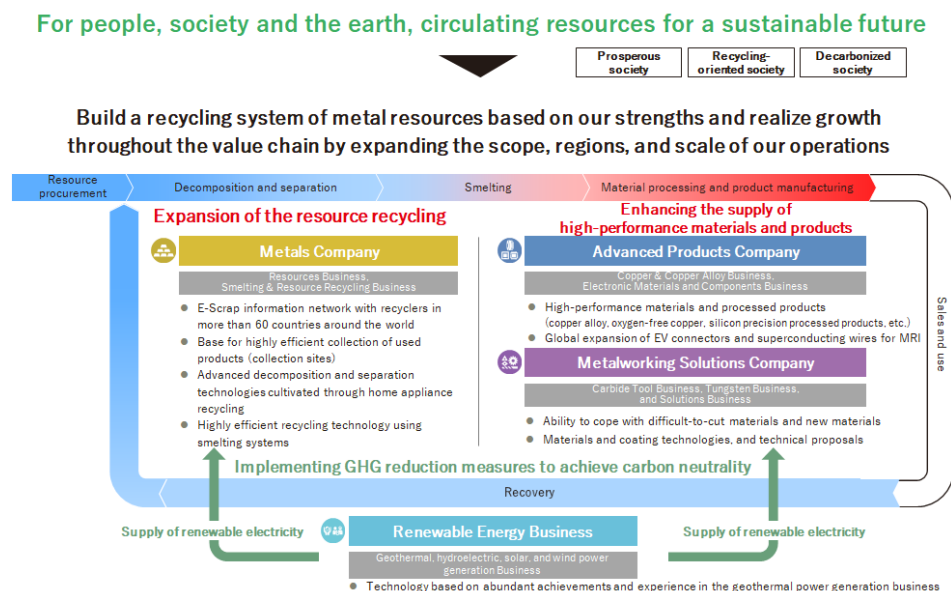 For people, society and the earth, circulating resources for a sustainable future
Prosperous
society
Recycling-
oriented society
Decarbonized
society
Build a recycling system of metal resources based on our strengths and realize growth
throughout the value chain by expanding the scope, regions, and scale of our operations
Resource
procurement
Decomposition and separation
Smelting
Material processing and product manufacturing
Expansion of the resource recycling
Metals Company
Resources Business,
Smelting & Resource Recycling Business
E-Scrap information network with recyclers in
more than 60 countries around the world
Base for highly efficient collection of used
products (collection sites)
Advanced decomposition and separation
technologies cultivated through home appliance
recycling
Highly efficient recycling technology using
smelting systems
Enhancing the supply of
high-performance materials and products
Advanced Products Company
Copper & Copper Alloy Business,
Electronic Materials and Components Business
High-performance materials and processed products
(copper alloy, oxygen-free copper, silicon precision processed products, etc.)
Global expansion of EV connectors and superconducting wires for MRI
Metalworking Solutions Company
Carbide Tool Business, Tungsten Business,
and Solutions Business
Ability to cope with difficult-to-cut materials and new materials
Materials and coating technologies, and technical proposals
Sales and use
Implementing GHG reduction measures to achieve carbon neutrality
Recovery
Supply of renewable electricity
Renewable Energy Business
Supply of renewable electricity
Geothermal, hydroelectric, solar, and wind power
generation Business
Technology based on abundant achievements and experience in the geothermal power generation business